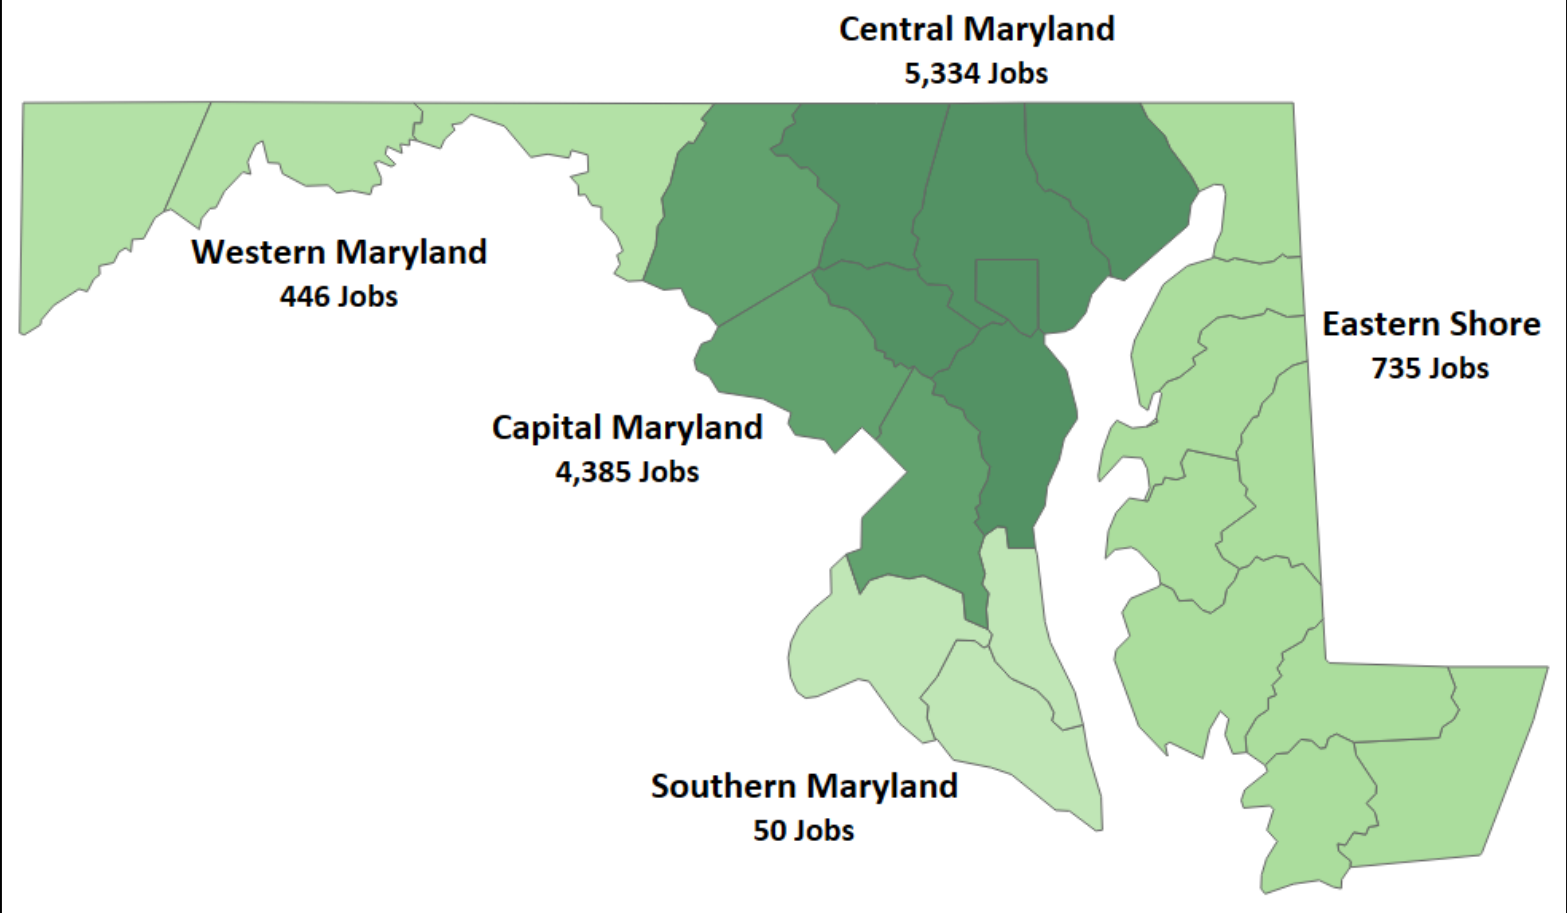 Central Maryland
5,334 Jobs
Western Maryland
446 Jobs
Eastern Shore
735 Jobs
Capital Maryland
4,385 Jobs
Southern Maryland
50 Jobs